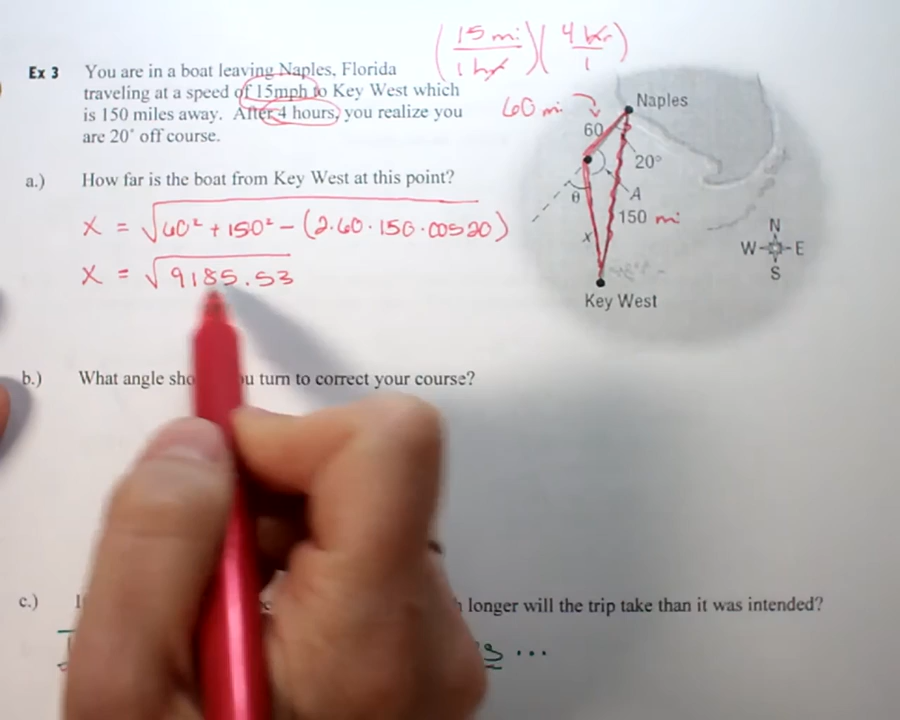 (15 mi / 1 hr)(4 hr / 1)
Ex 3 You are in a boat leaving Naples, Florida
traveling at a speed of 15mph to Key West which
is 150 miles away. After 4 hours, you realize you
are 20° off course.
60 mi
Naples
60
20°
θ
A
150 mi
x
N
W E
S
Key West
a.) How far is the boat from Key West at this point?
x = √60² + 150² - (2·60·150·cos20)
x = √9185.53
b.) What angle you turn to correct your course?
c.) longer will the trip take than it was intended?
...